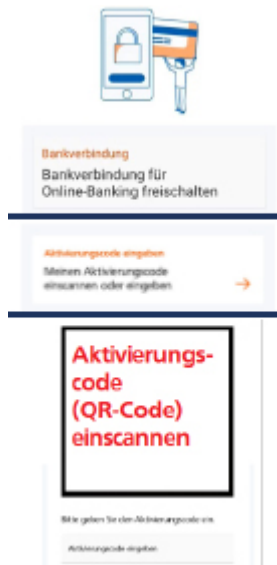 Bankverbindung
Bankverbindung für
Online-Banking freischalten
Aktivierungscode eingeben
Meinen Aktivierungscode
einscannen oder eingeben
Aktivierungs-
code
(QR-Code)
einscannen
Bitte geben Sie den Aktivierungscode ein.
Aktivierungscode eingeben